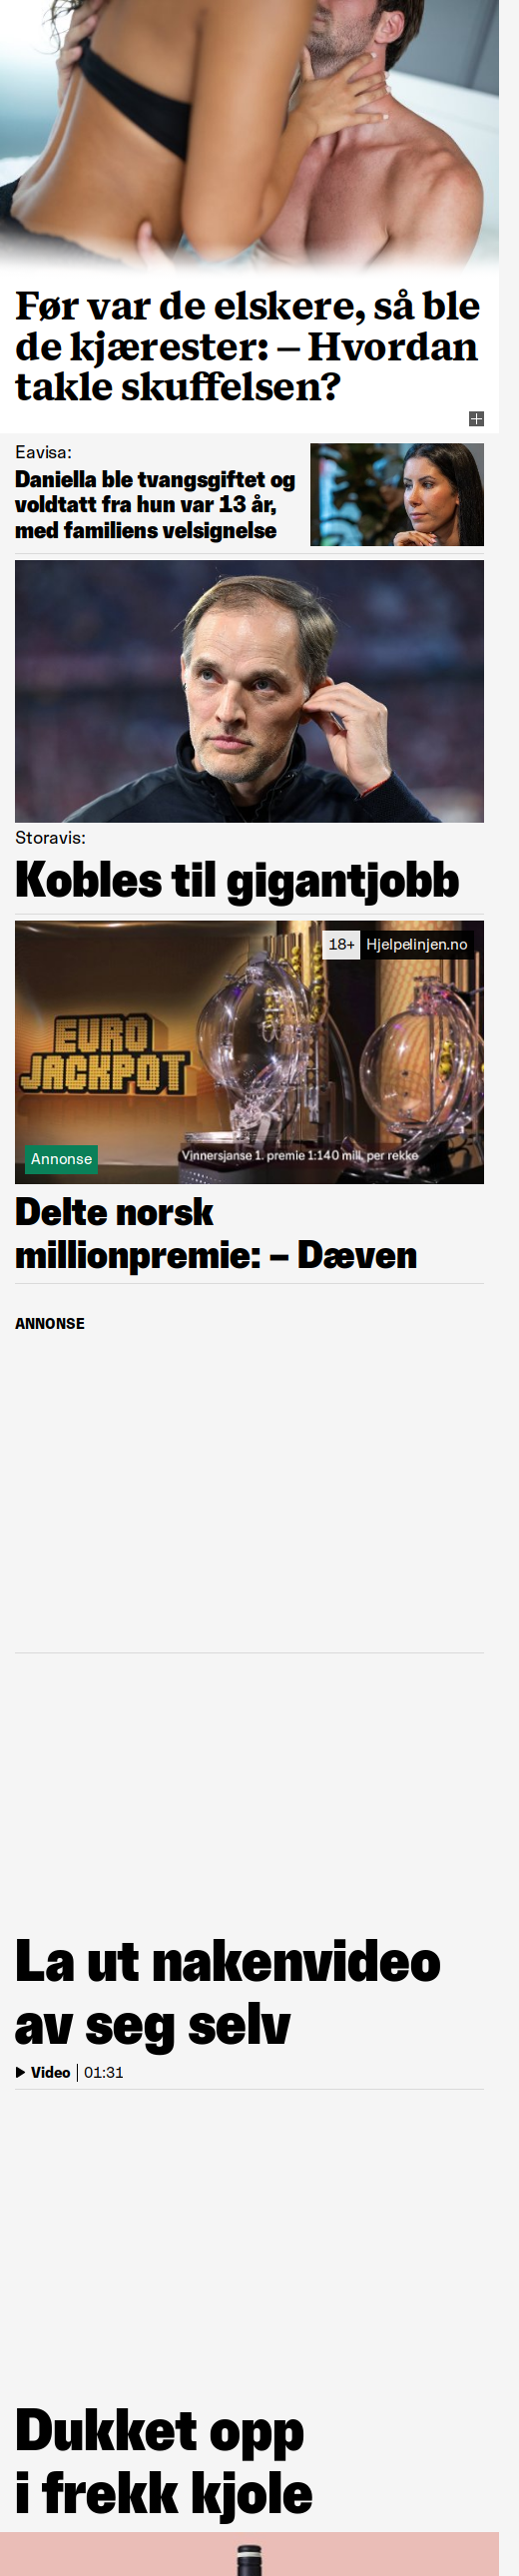 Før var de elskere, så ble
de kjærester: – Hvordan
takle skuffelsen?
Eavisa:
Daniella ble tvangsgiftet og
voldtatt fra hun var 13 år,
med familiens velsignelse
Storavis:
Kobles til gigantjobb
18+ Hjelpelinjen.no
EURO
JACKPOT
Annonse
Vinnersjanse 1. premie 1:140 mill. per rekke
Delte norsk
millionpremie: – Dæven
ANNONSE
La ut nakenvideo
av seg selv
Video | 01:31
Dukket opp
i frekk kjole